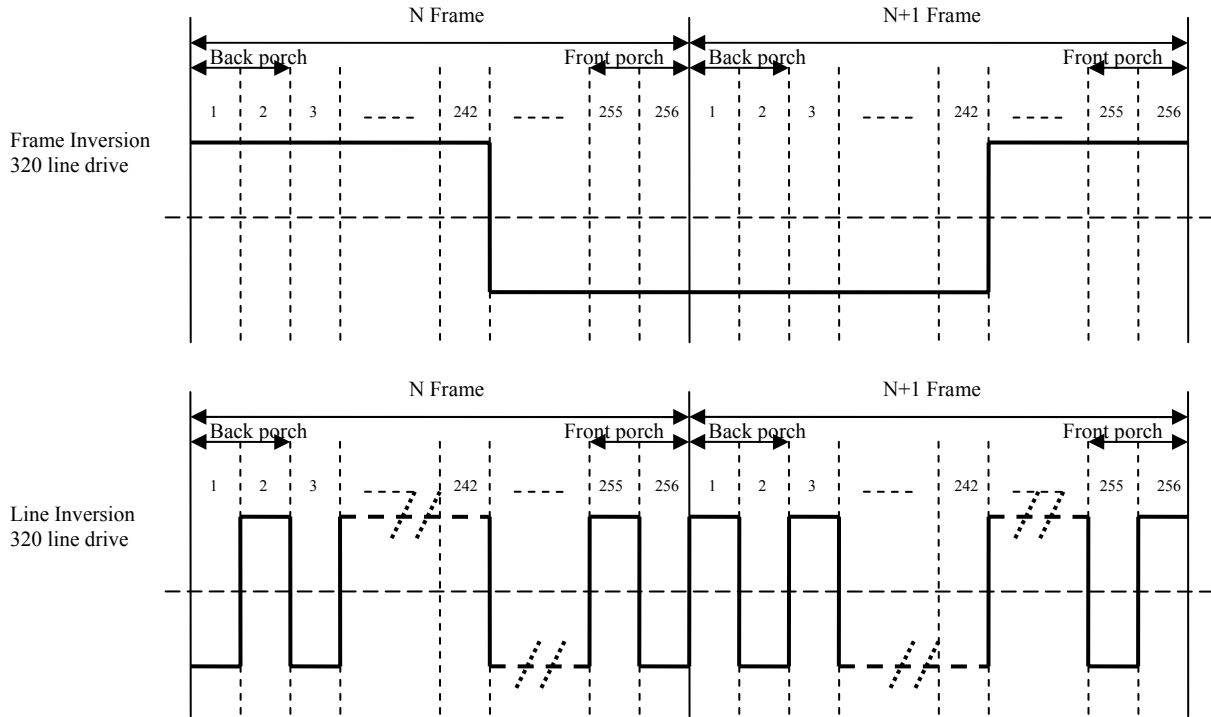 N Frame N+1 Frame
Back porch Front porch Back porch Front porch
1 2 3 ----- 242 ----- 255 256 1 2 3 ----- 242 ----- 255 256
Frame Inversion
320 line drive
N Frame N+1 Frame
Back porch Front porch Back porch Front porch
1 2 3 ----- 242 ----- 255 256 1 2 3 ----- 242 ----- 255 256
Line Inversion
320 line drive